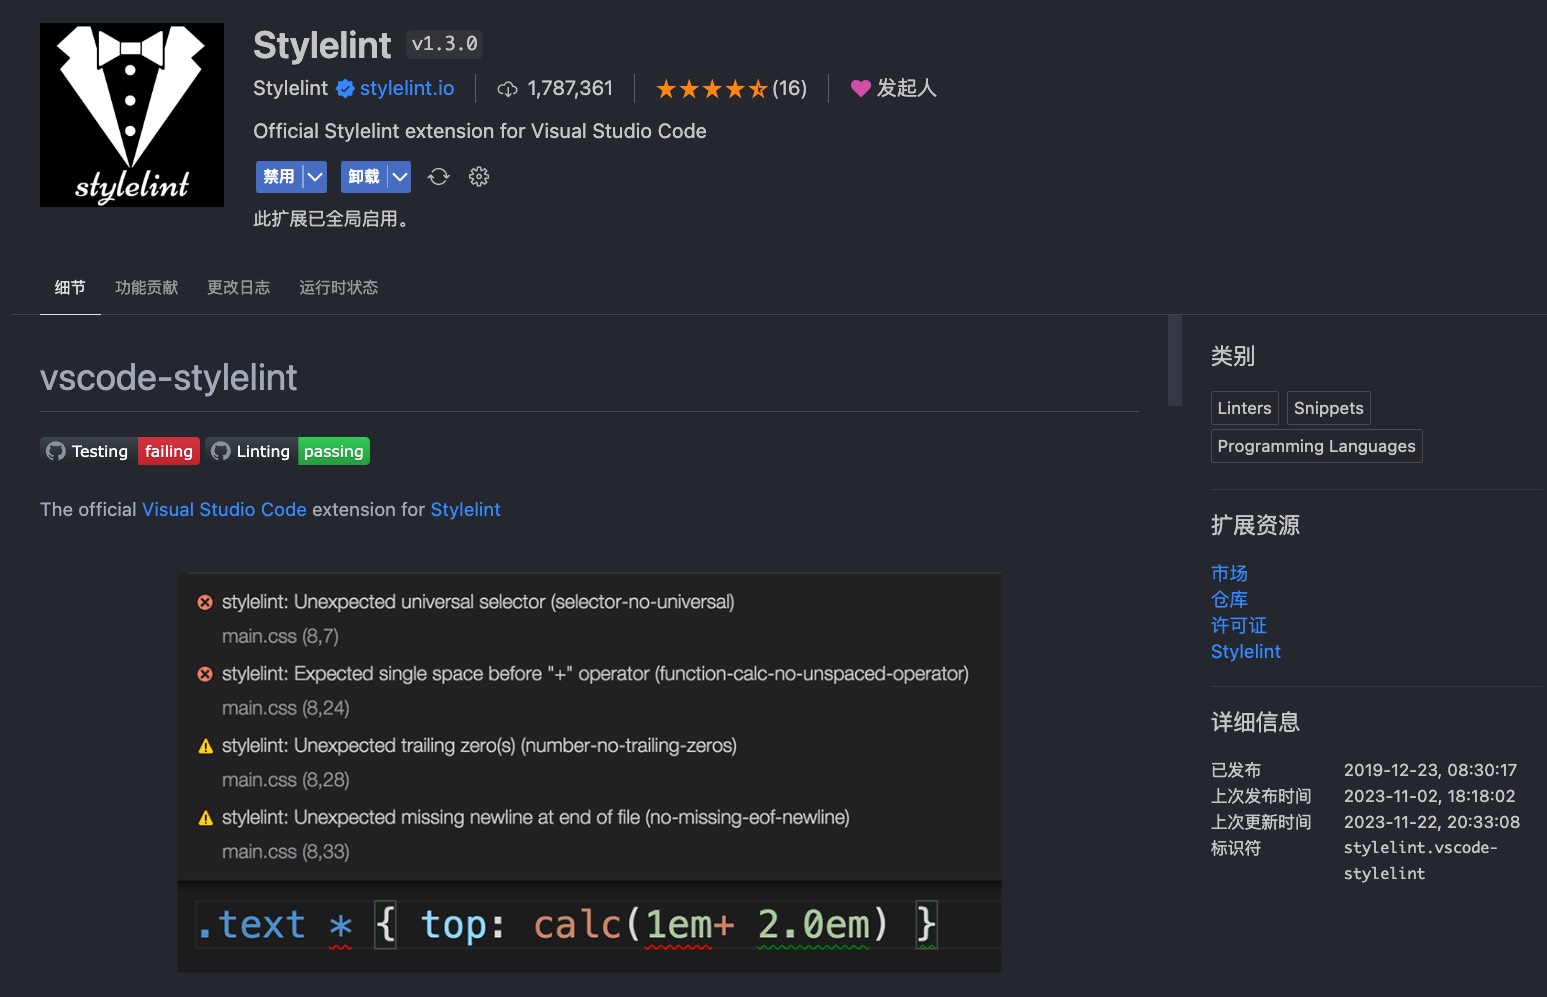 stylelint
Stylelint v1.3.0
Stylelint stylelint.io 1,787,361 (16) 发起人
Official Stylelint extension for Visual Studio Code
禁用 卸载
此扩展已全局启用。
细节 功能贡献 更改日志 运行时状态
vscode-stylelint
Testing failing Linting passing
The official Visual Studio Code extension for Stylelint
stylelint: Unexpected universal selector (selector-no-universal)
main.css (8,7)
stylelint: Expected single space before "+" operator (function-calc-no-unspaced-operator)
main.css (8,24)
stylelint: Unexpected trailing zero(s) (number-no-trailing-zeros)
main.css (8,28)
stylelint: Unexpected missing newline at end of file (no-missing-eof-newline)
main.css (8,33)
.text * { top: calc(1em+ 2.0em) }
类别
Linters Snippets
Programming Languages
扩展资源
市场
仓库
许可证
Stylelint
详细信息
已发布 2019-12-23, 08:30:17
上次发布时间 2023-11-02, 18:18:02
上次更新时间 2023-11-22, 20:33:08
标识符 stylelint.vscode-
stylelint